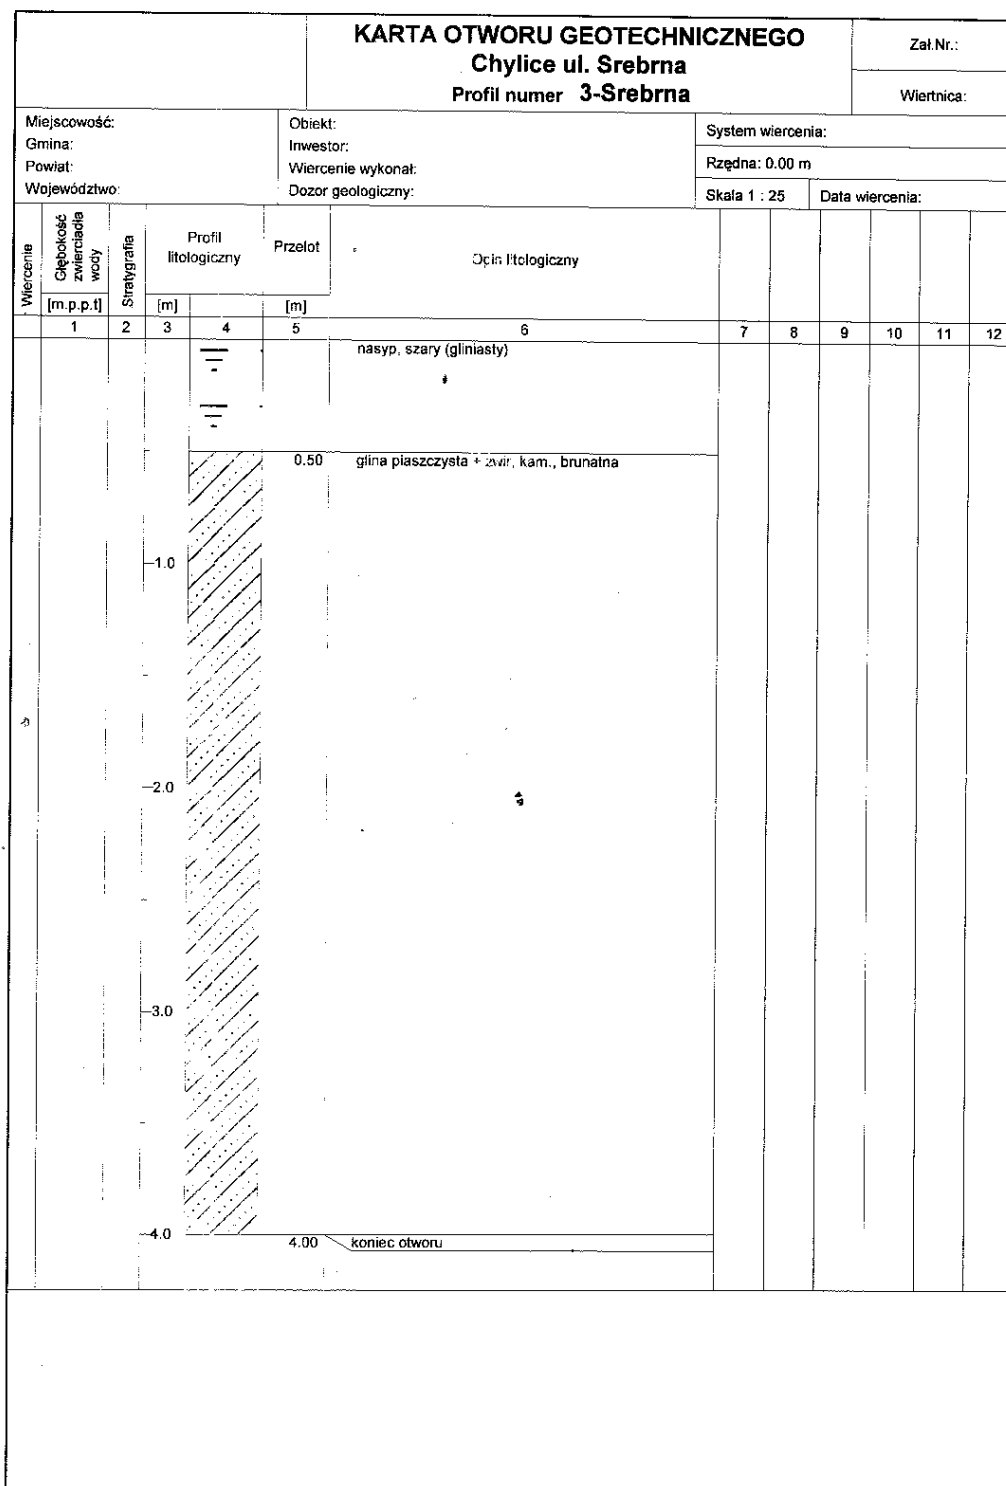 KARTA OTWORU GEOTECHNICZNEGO
Chylice ul. Srebrna
Profil numer 3-Srebrna
Zał.Nr.:
Wiertnica:
Miejscowość:
Gmina:
Powiat:
Województwo:
Obiekt:
Inwestor:
Wiercenie wykonał:
Dozór geologiczny:
System wiercenia:
Rzędna: 0.00 m
Skala 1 : 25
Data wiercenia:
Wiercenie
Głębokość zwierciadła wody
[m.p.p.t]
Stratygrafia
Profil
litologiczny
[m]
Przelot
[m]
Opis litologiczny
1 2 3 4 5 6 7 8 9 10 11 12
nasyp, szary (gliniasty)
0.50 glina piaszczysta + żwir, kam., brunatna
1.0
2.0
3.0
4.0
4.00 koniec otworu